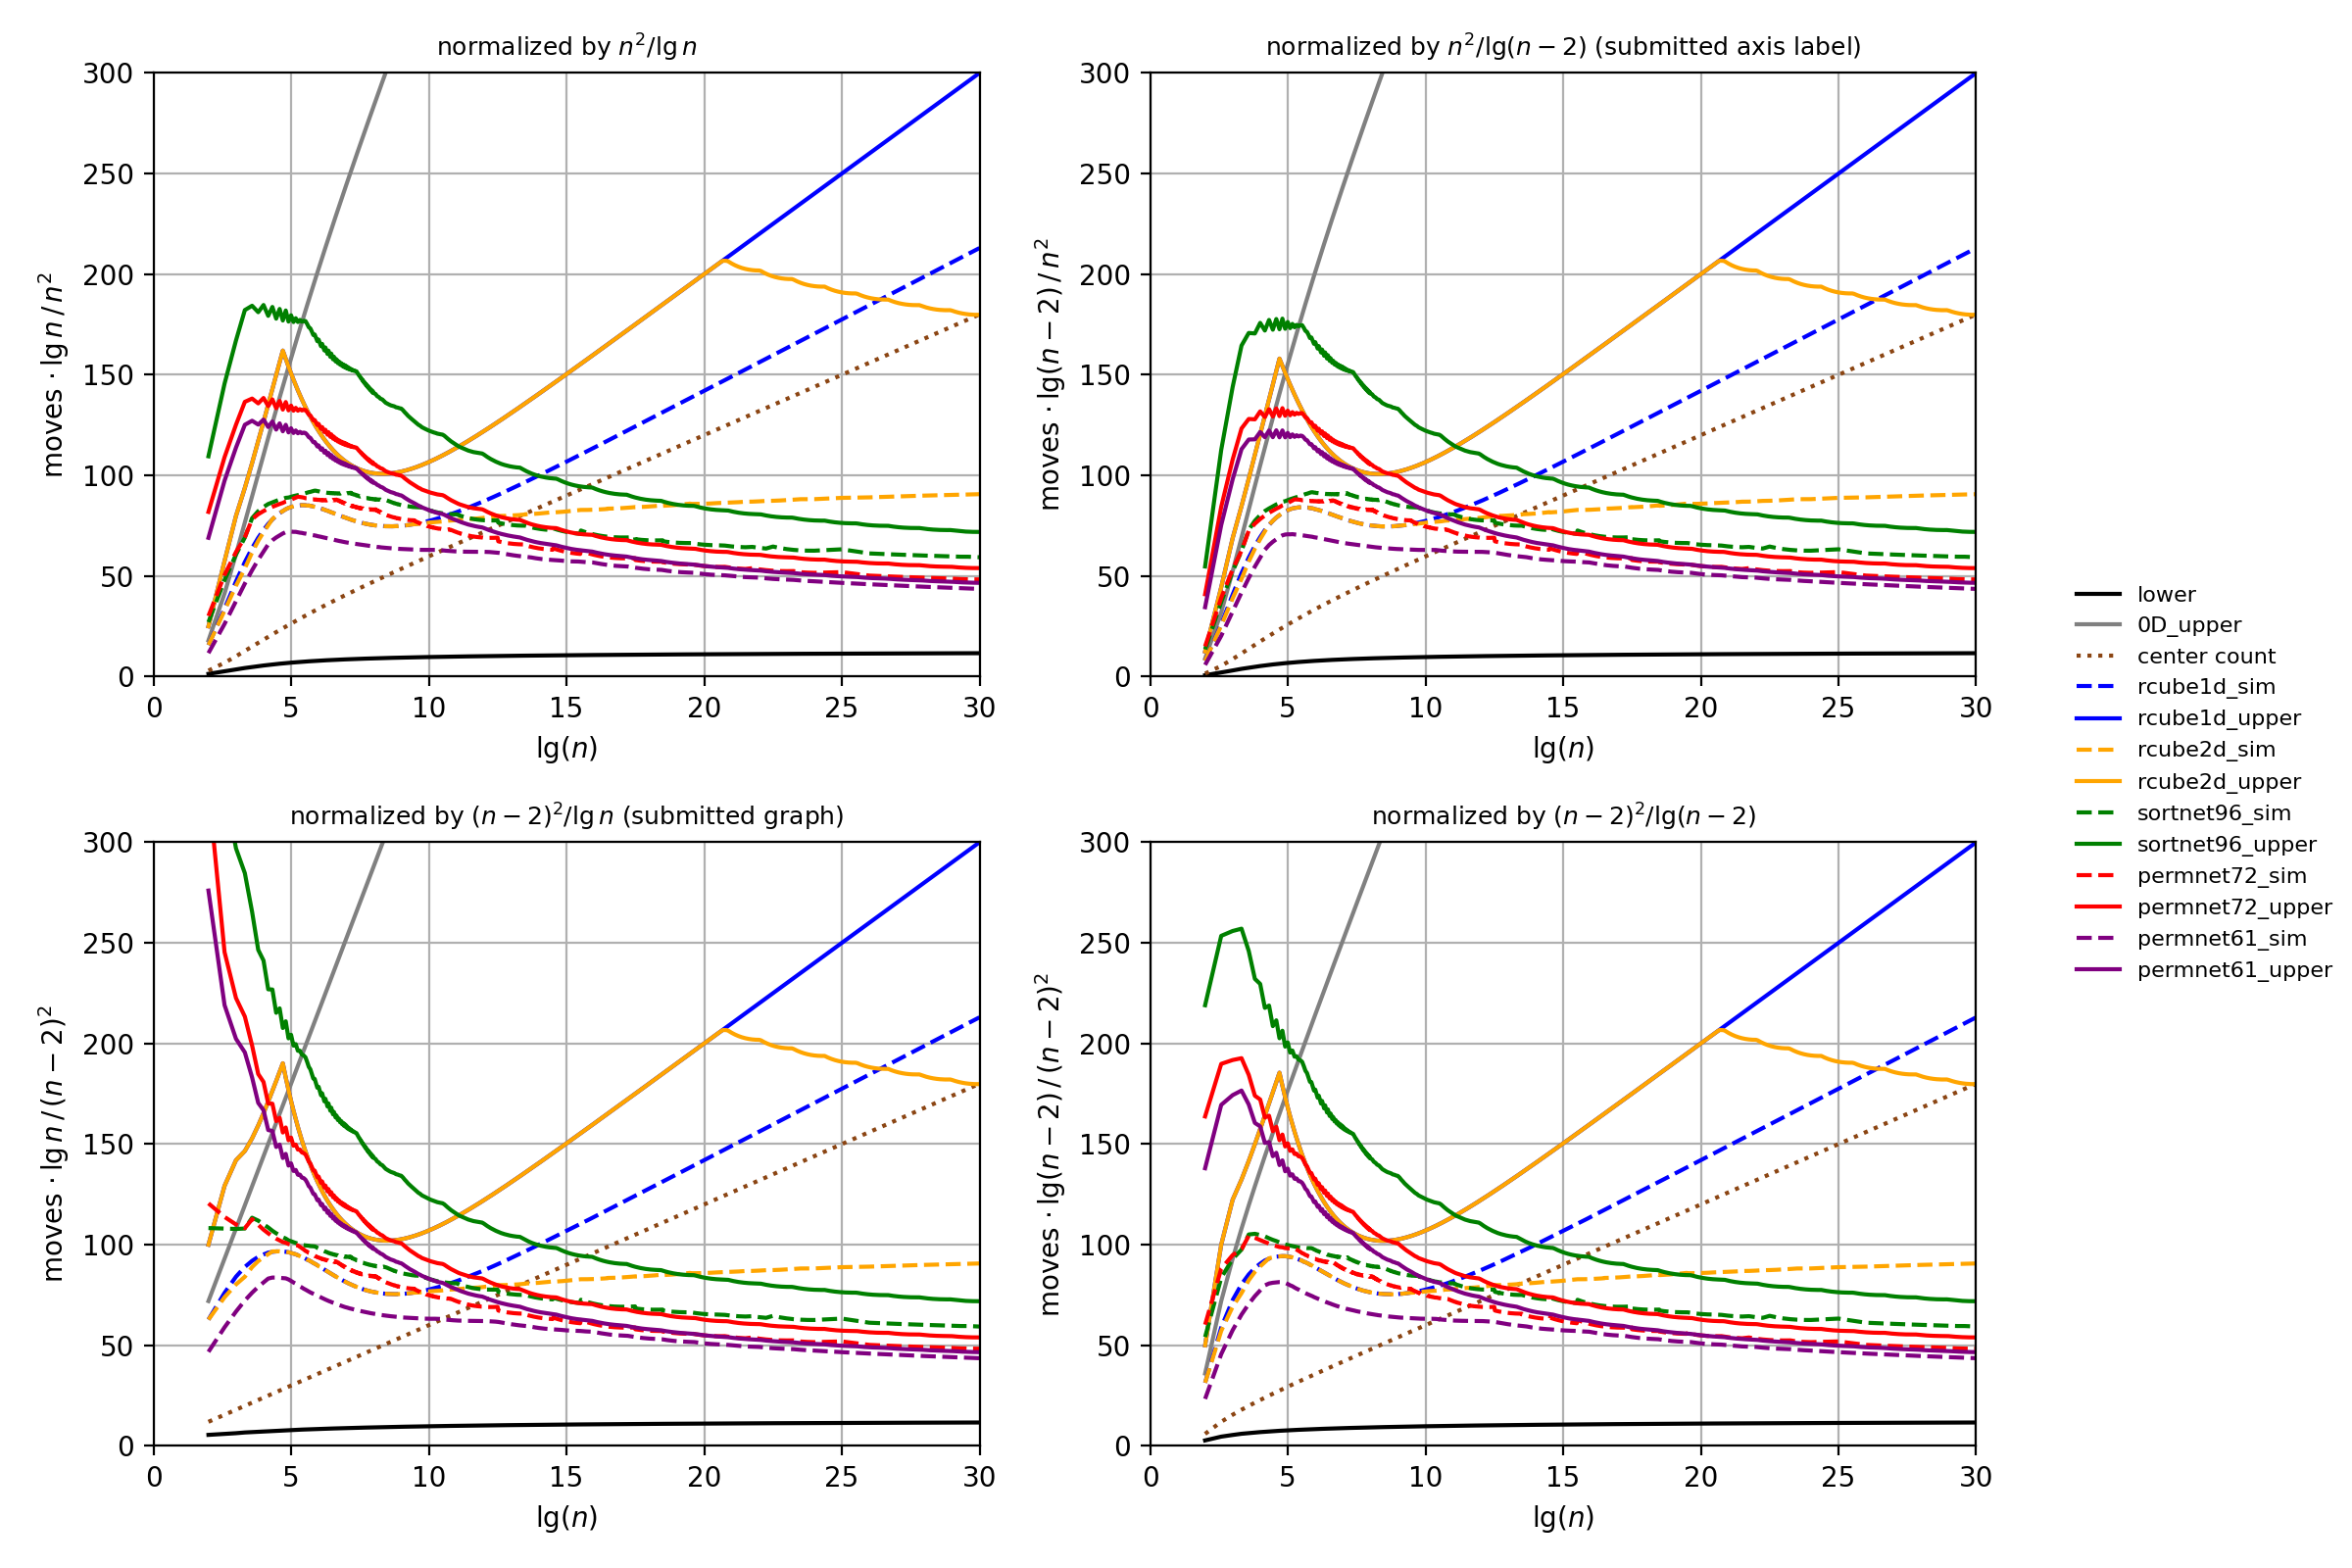 normalized by n²/lg n
300
250
200
150
100
50
0
moves · lg n / n²
0 5 10 15 20 25 30
lg(n)
normalized by n²/lg(n − 2) (submitted axis label)
300
250
200
150
100
50
0
moves · lg(n − 2) / n²
0 5 10 15 20 25 30
lg(n)
normalized by (n − 2)²/lg n (submitted graph)
300
250
200
150
100
50
0
moves · lg n / (n − 2)²
0 5 10 15 20 25 30
lg(n)
normalized by (n − 2)²/lg(n − 2)
300
250
200
150
100
50
0
moves · lg(n − 2) / (n − 2)²
0 5 10 15 20 25 30
lg(n)
lower
0D_upper
center count
rcube1d_sim
rcube1d_upper
rcube2d_sim
rcube2d_upper
sortnet96_sim
sortnet96_upper
permnet72_sim
permnet72_upper
permnet61_sim
permnet61_upper